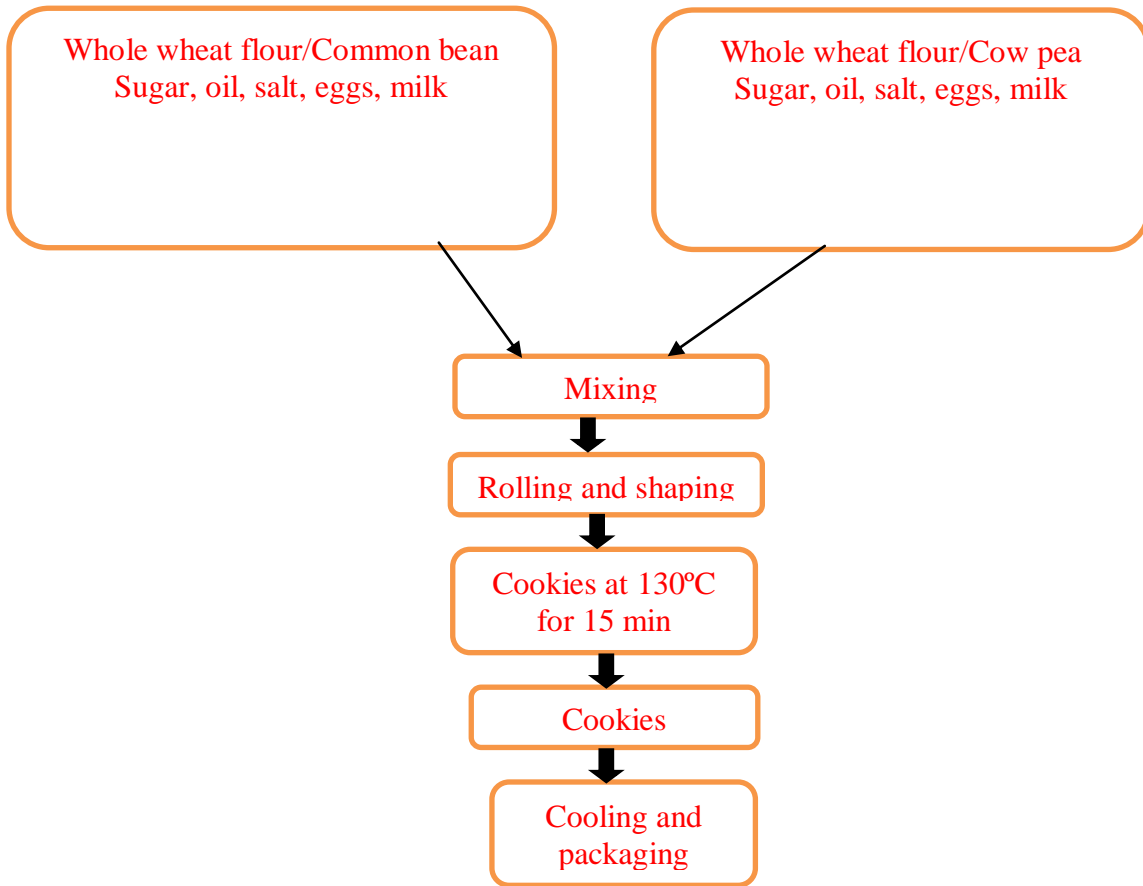 Whole wheat flour/Common bean
Sugar, oil, salt, eggs, milk
Whole wheat flour/Cow pea
Sugar, oil, salt, eggs, milk
Mixing
Rolling and shaping
Cookies at 130ºC
for 15 min
Cookies
Cooling and
packaging